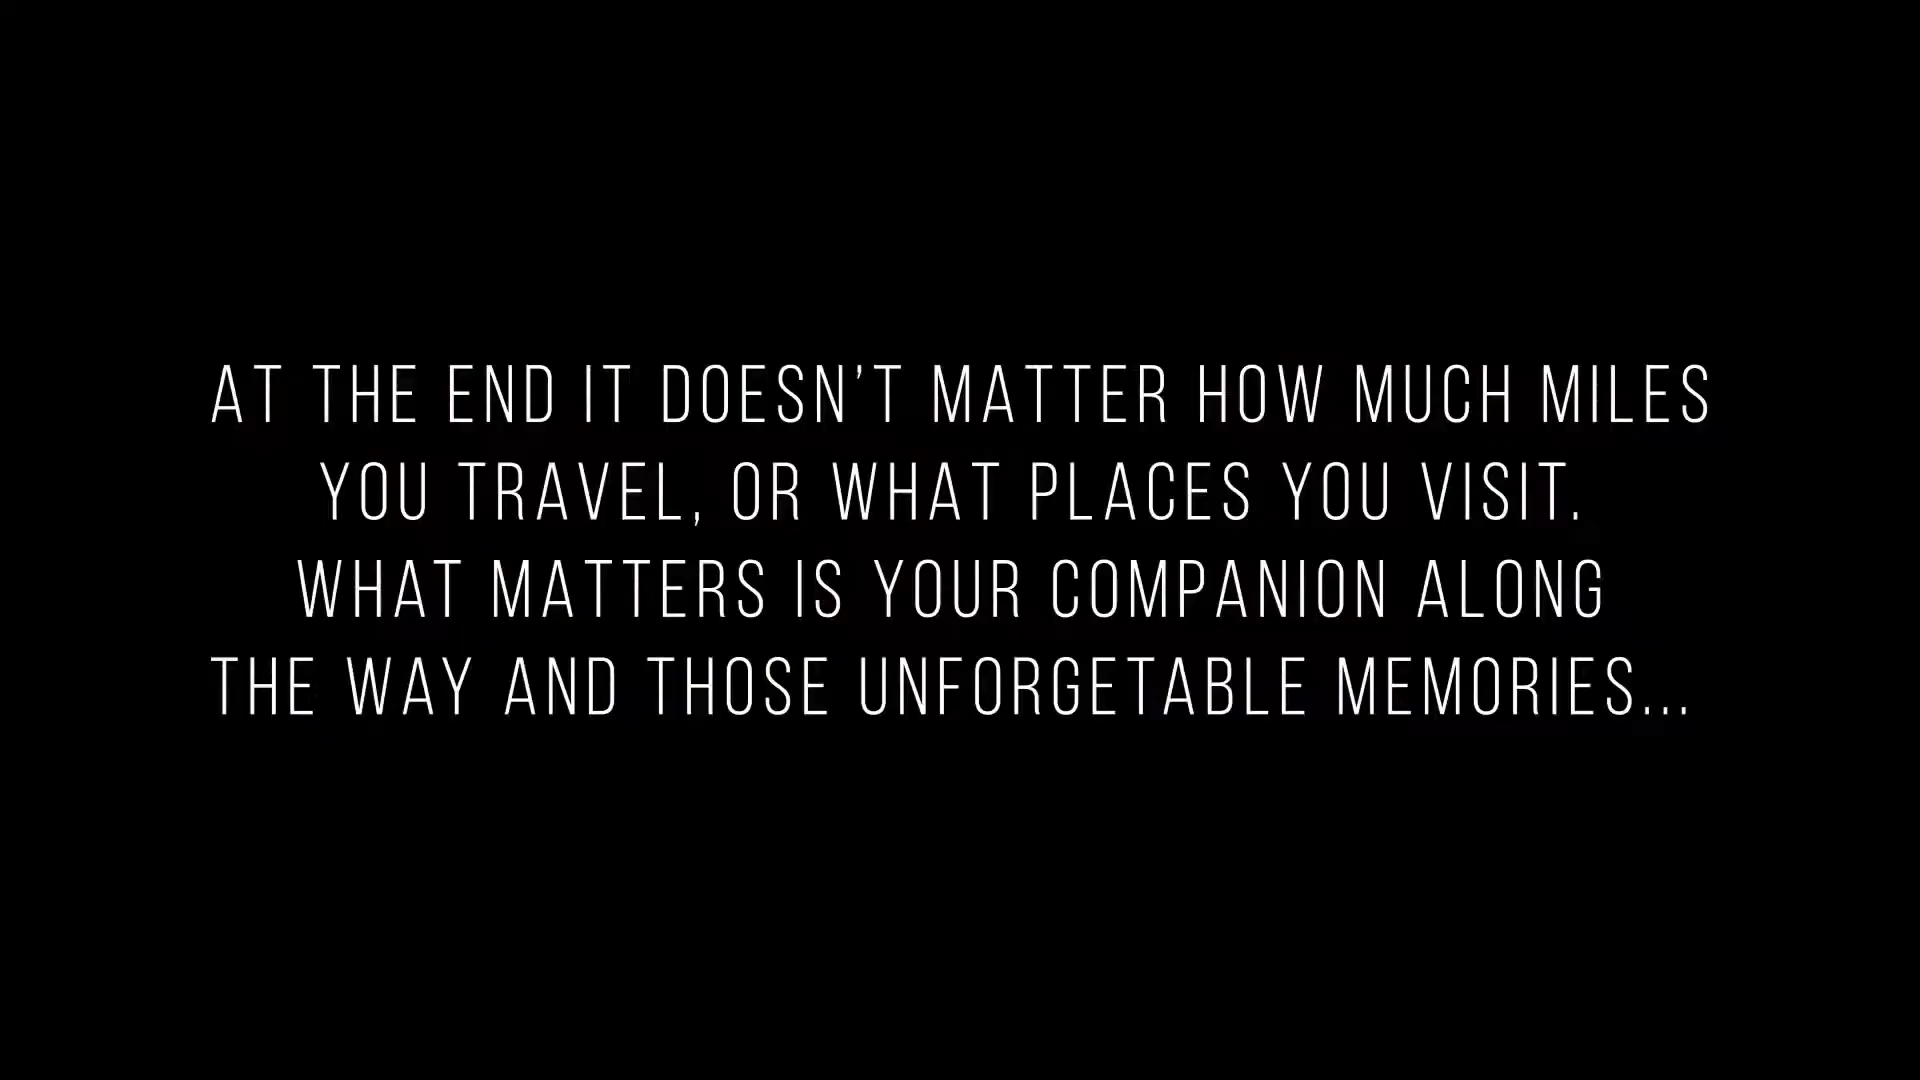 AT THE END IT DOESN'T MATTER HOW MUCH MILES
YOU TRAVEL, OR WHAT PLACES YOU VISIT.
WHAT MATTERS IS YOUR COMPANION ALONG
THE WAY AND THOSE UNFORGETABLE MEMORIES...